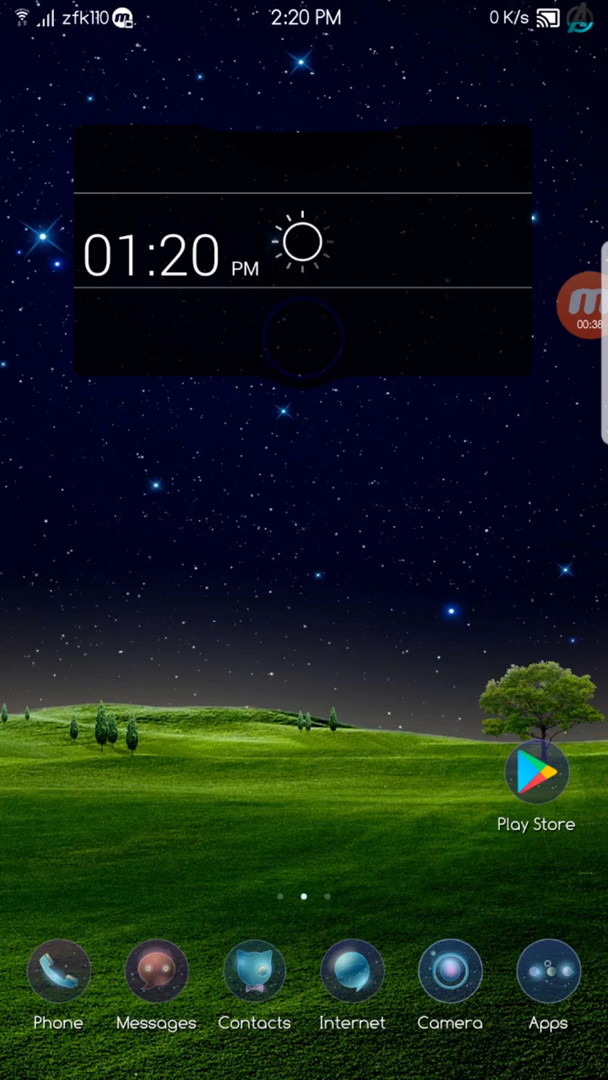 zfk110 2:20 PM 0 K/s
01:20 PM
00:38
Play Store
Phone Messages Contacts Internet Camera Apps